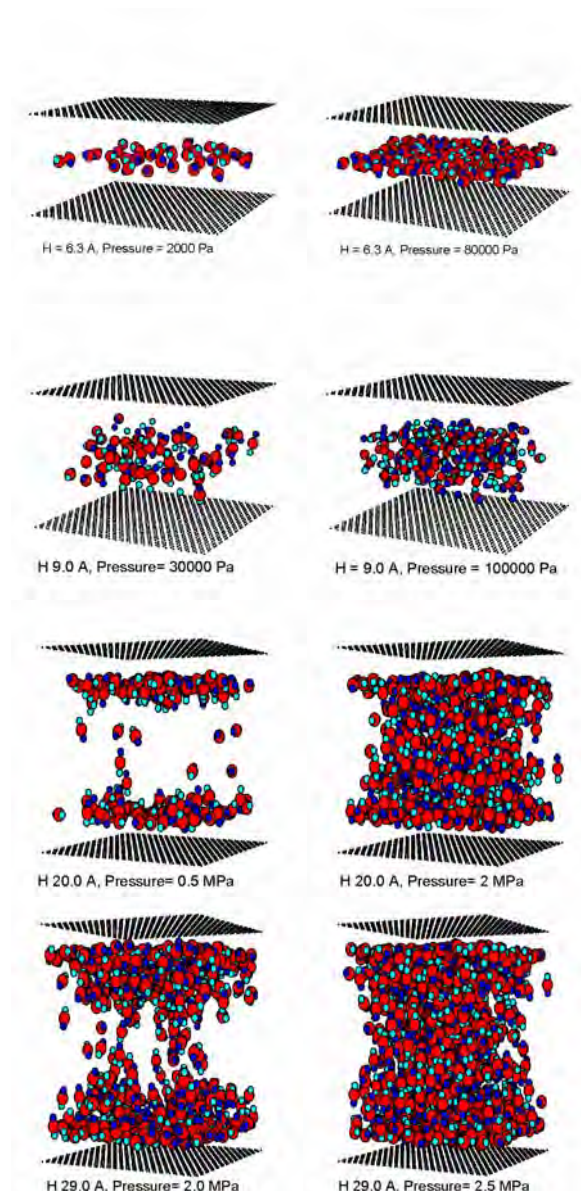 H = 6.3 A, Pressure = 2000 Pa
H = 6.3 A, Pressure = 80000 Pa
H 9.0 A, Pressure= 30000 Pa
H = 9.0 A, Pressure = 100000 Pa
H 20.0 A, Pressure= 0.5 MPa
H 20.0 A, Pressure= 2 MPa
H 29.0 A, Pressure= 2.0 MPa
H 29.0 A, Pressure= 2.5 MPa